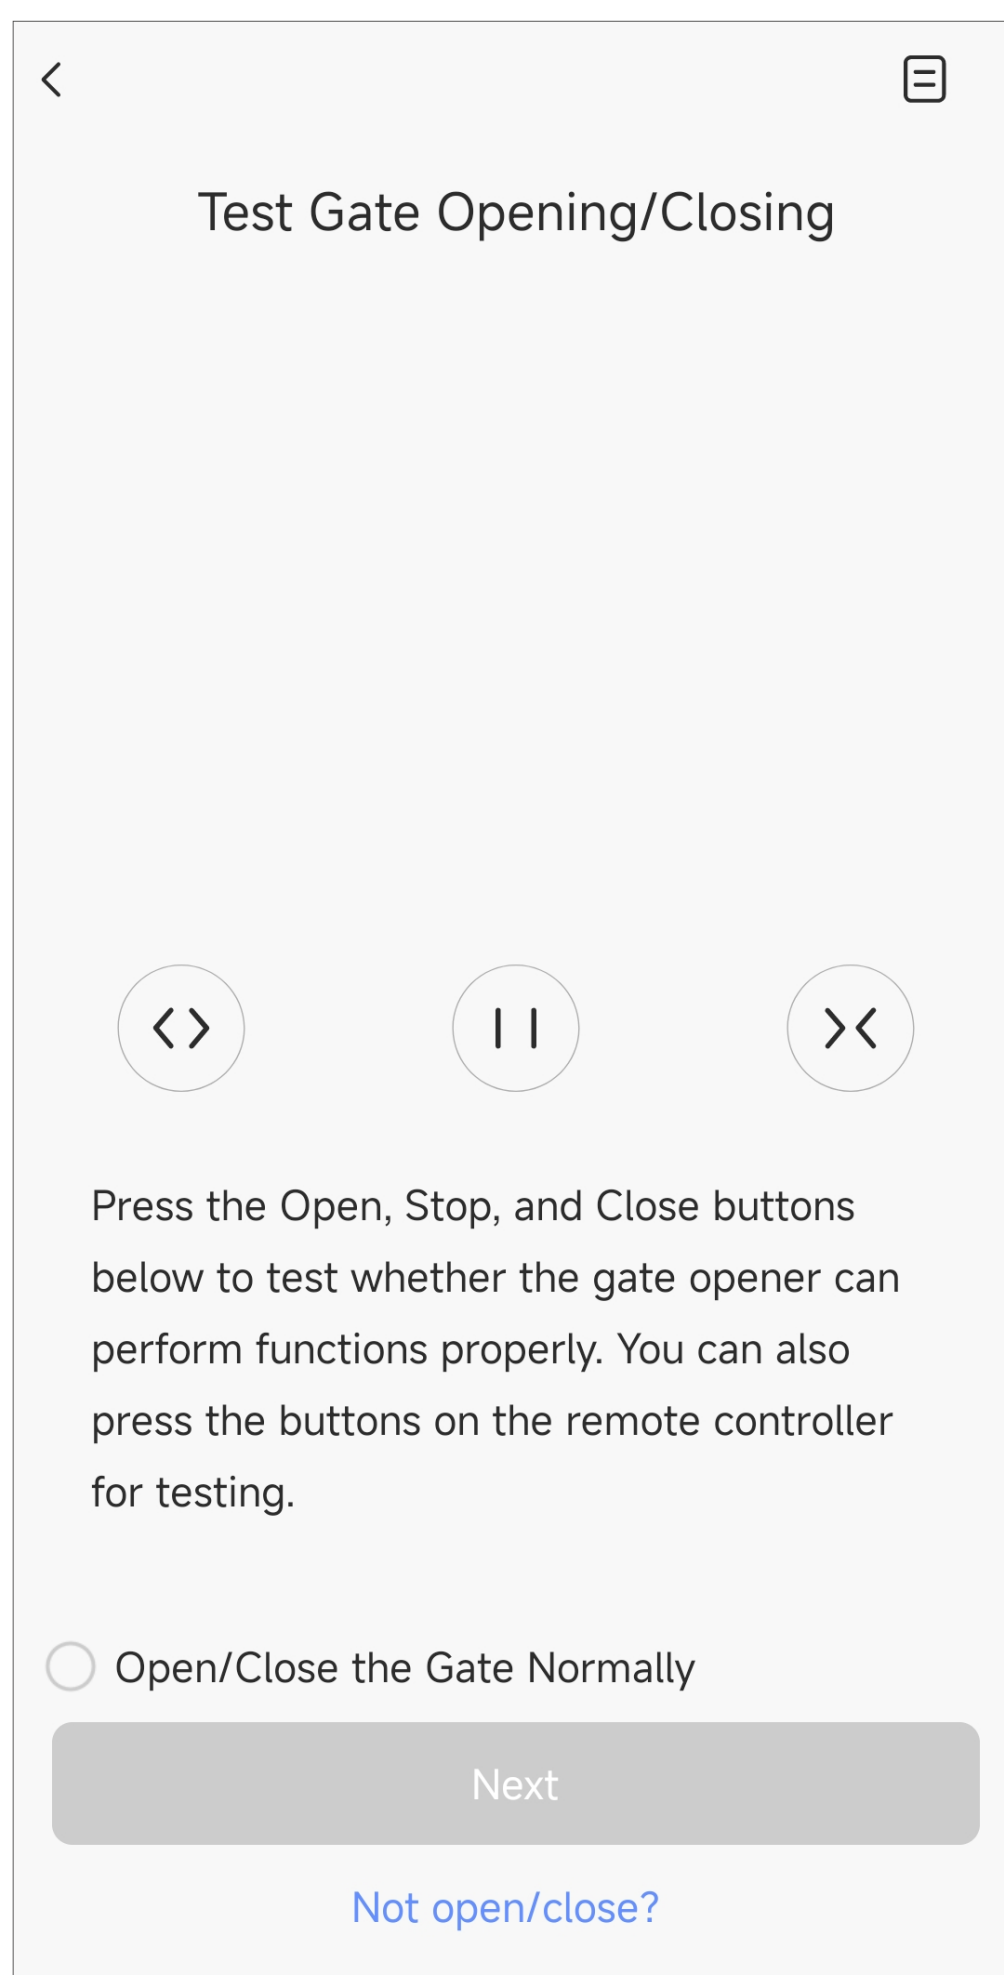 Test Gate Opening/Closing
Press the Open, Stop, and Close buttons
below to test whether the gate opener can
perform functions properly. You can also
press the buttons on the remote controller
for testing.
Open/Close the Gate Normally
Next
Not open/close?